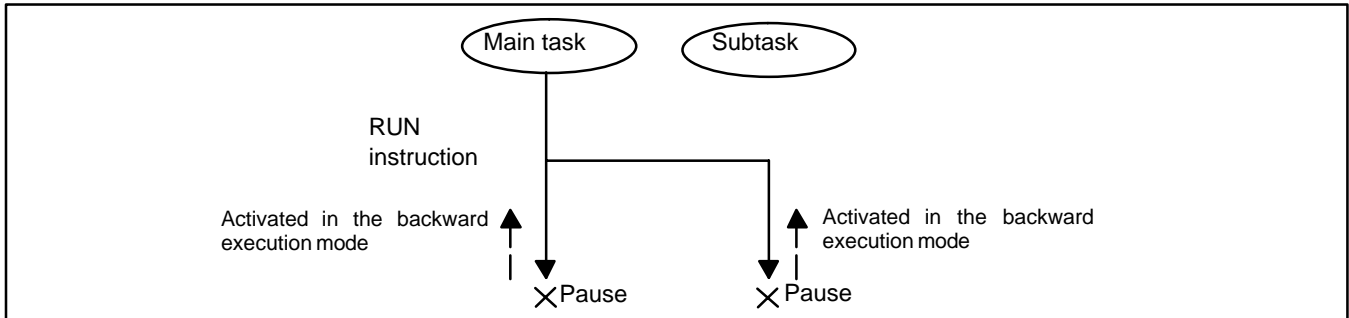 Main task
Subtask
RUN
instruction
Activated in the backward
execution mode
Activated in the backward
execution mode
Pause
Pause